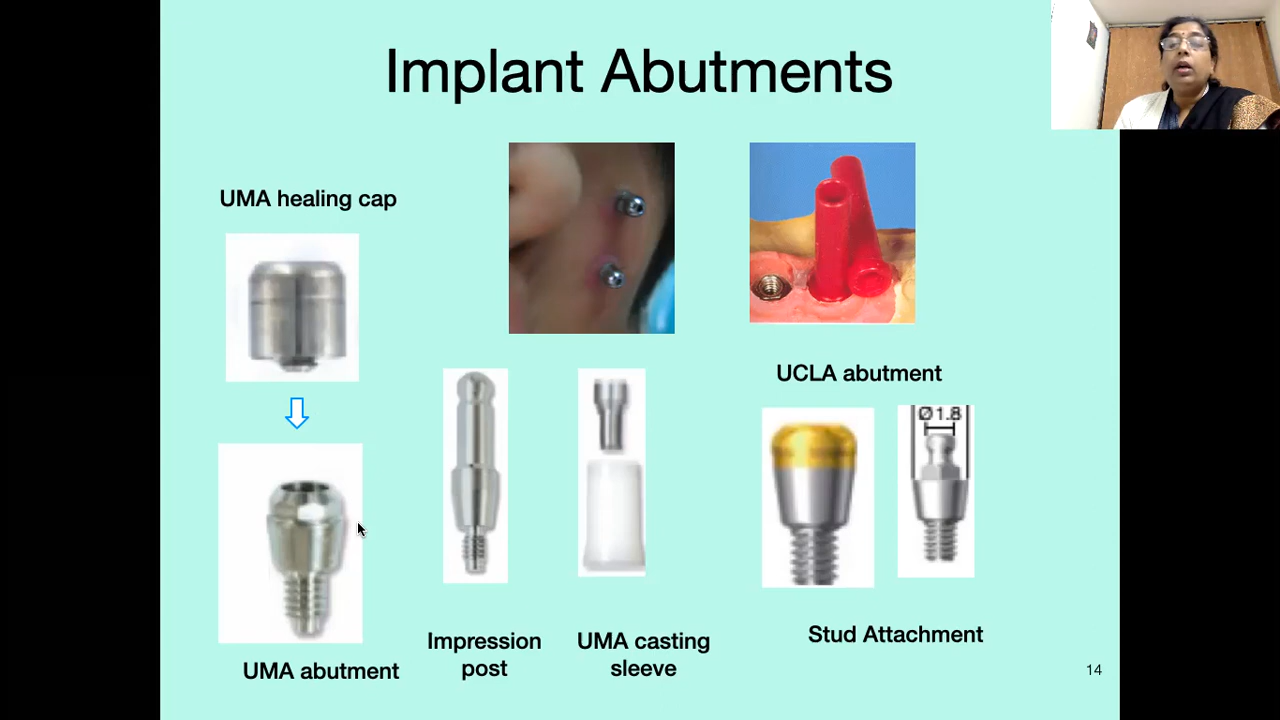 Implant Abutments
UMA healing cap
UCLA abutment
Ø1.8
Impression
post
UMA casting
sleeve
Stud Attachment
UMA abutment
14